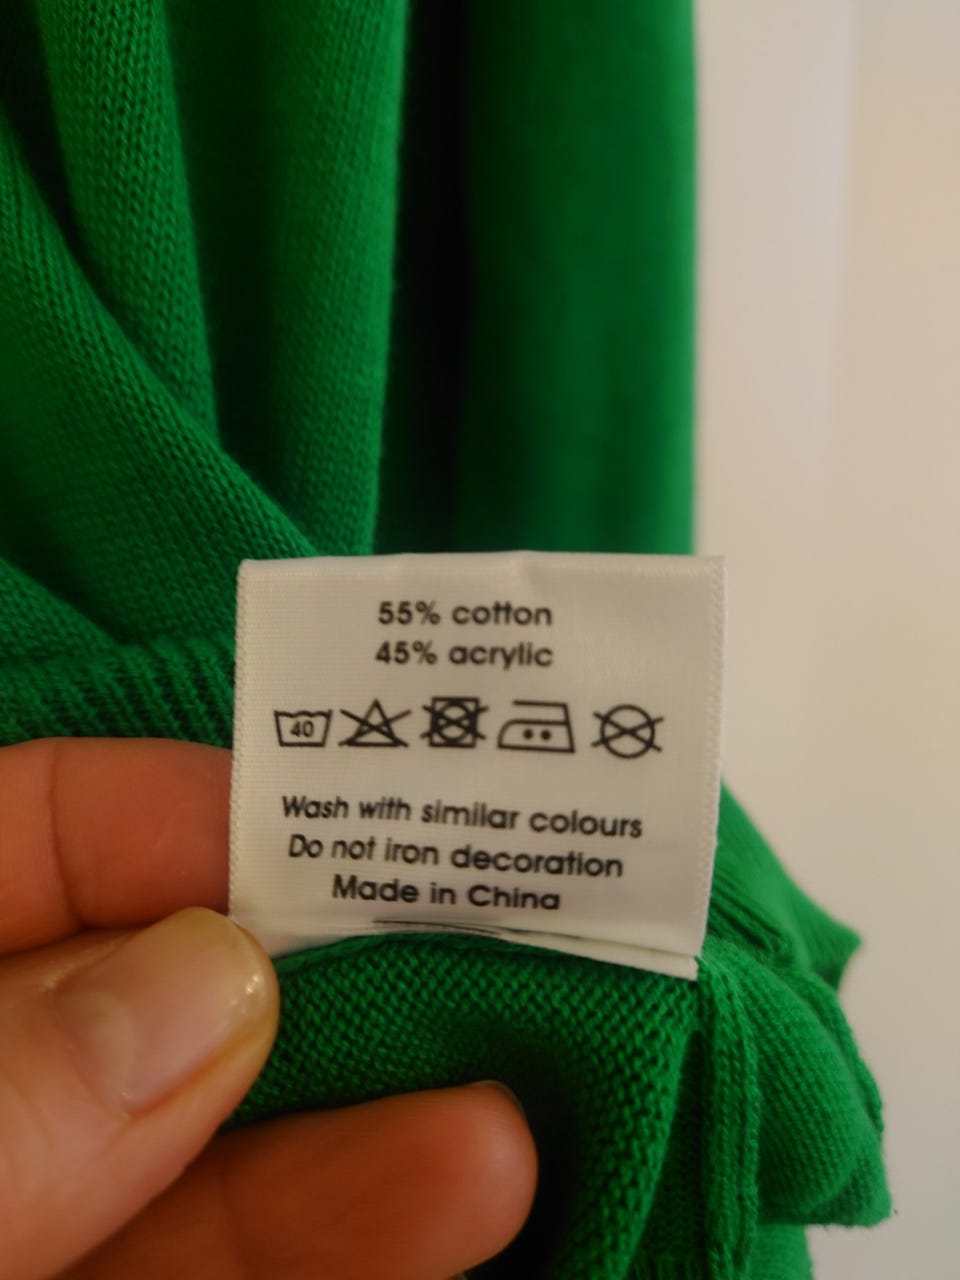 55% cotton
45% acrylic
40
Wash with similar colours
Do not iron decoration
Made in China